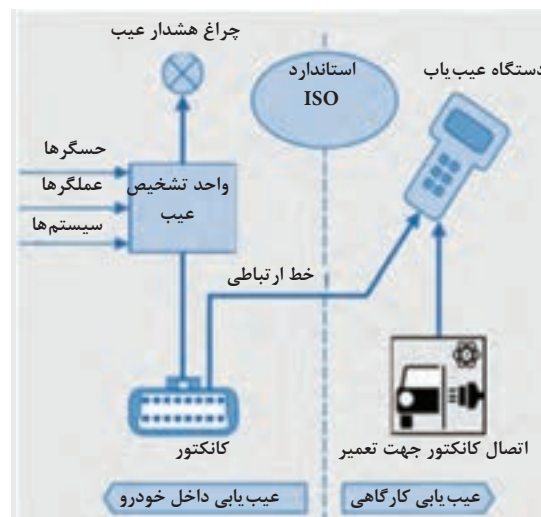 چراغ هشدار عیب
دستگاه عیب‌یاب
استاندارد
ISO
حسگرها
عملگرها
سیستم‌ها
واحد تشخیص
عیب
خط ارتباطی
کانکتور
اتصال کانکتور جهت تعمیر
عیب‌یابی کارگاهی
عیب‌یابی داخل خودرو